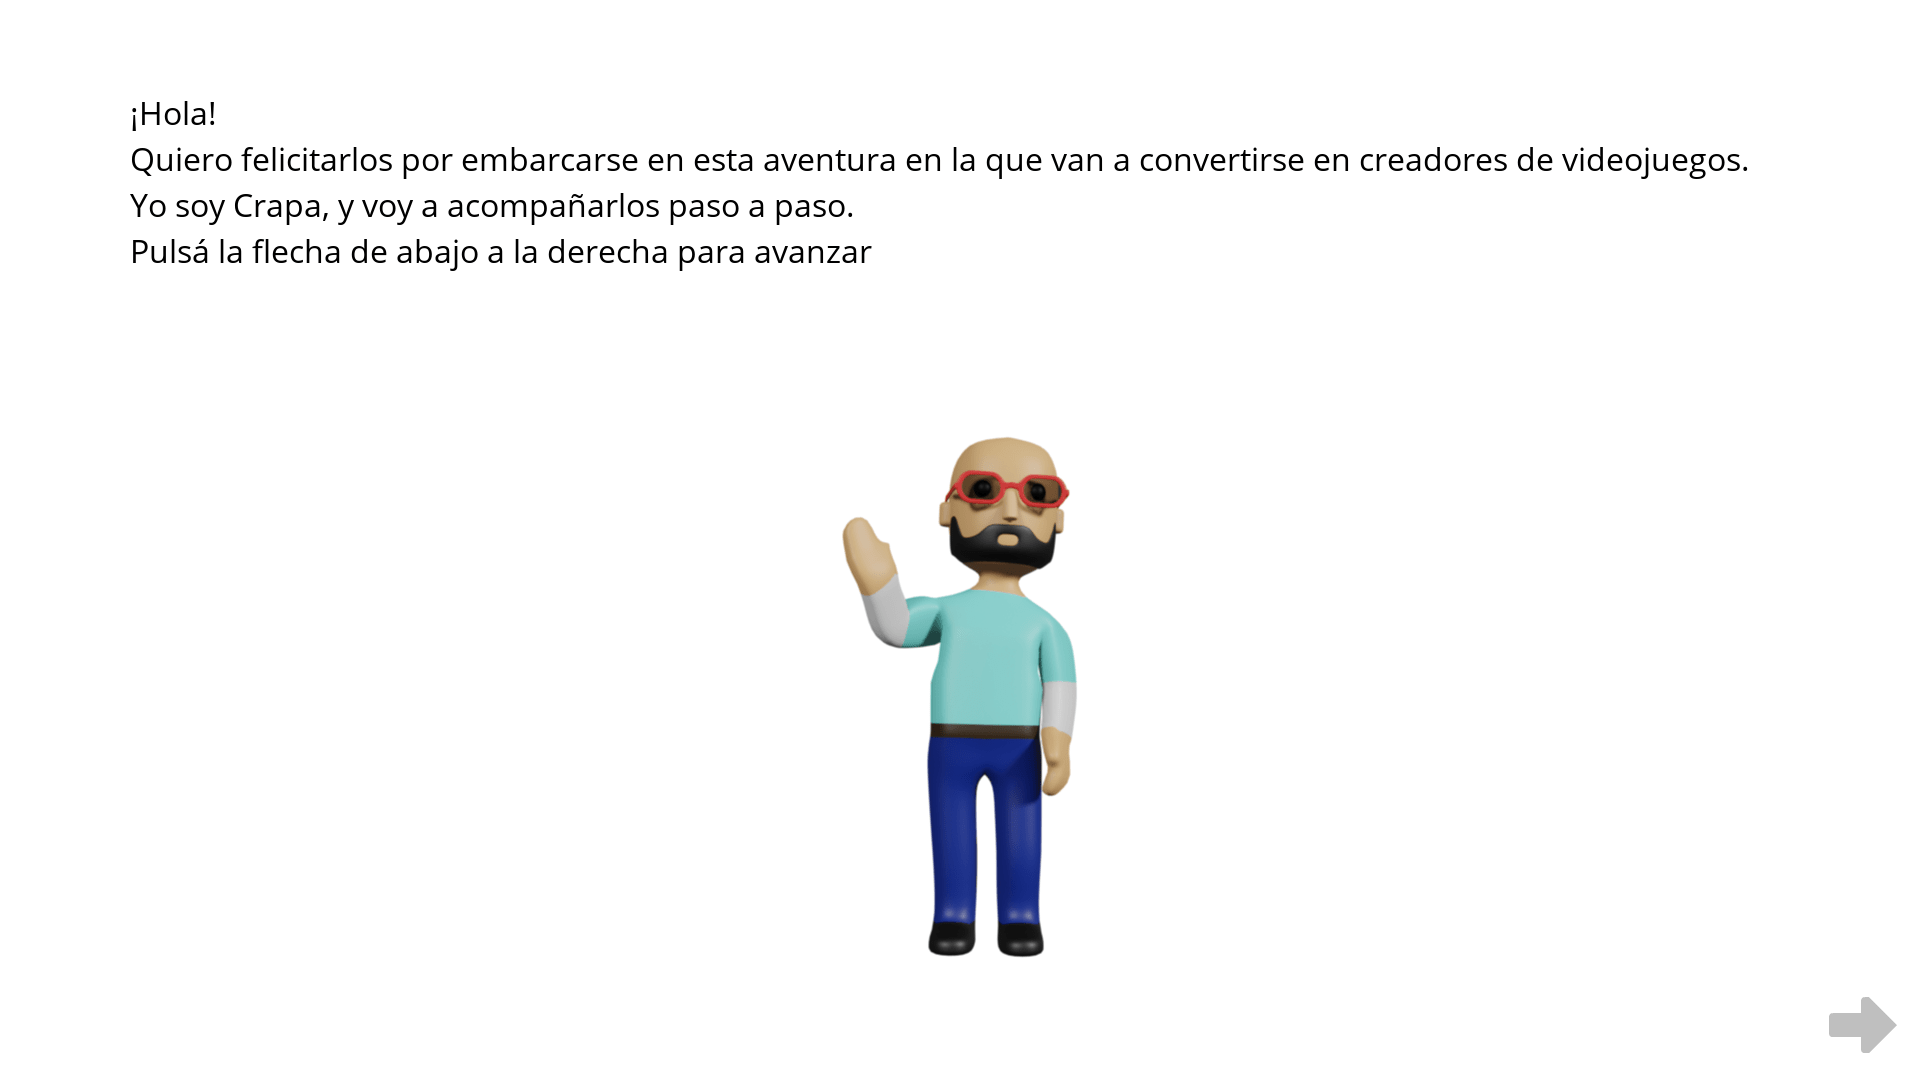 ¡Hola!
Quiero felicitarlos por embarcarse en esta aventura en la que van a convertirse en creadores de videojuegos.
Yo soy Crapa, y voy a acompañarlos paso a paso.
Pulsá la flecha de abajo a la derecha para avanzar